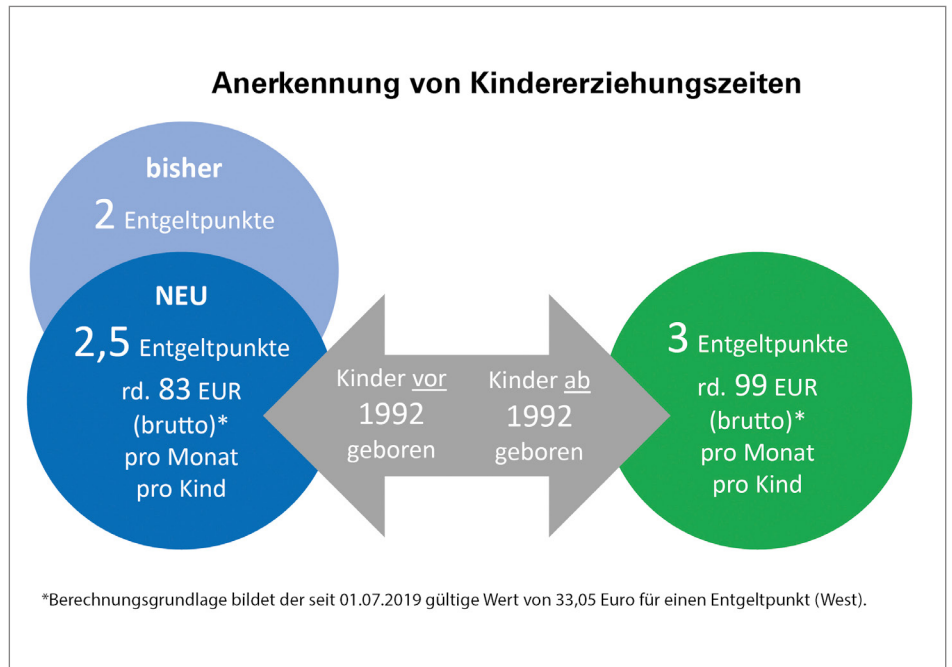 Anerkennung von Kindererziehungszeiten
bisher
2 Entgeltpunkte
NEU
2,5 Entgeltpunkte
rd. 83 EUR
(brutto)*
pro Monat
pro Kind
Kinder vor
1992
geboren
Kinder ab
1992
geboren
3 Entgeltpunkte
rd. 99 EUR
(brutto)*
pro Monat
pro Kind
*Berechnungsgrundlage bildet der seit 01.07.2019 gültige Wert von 33,05 Euro für einen Entgeltpunkt (West).